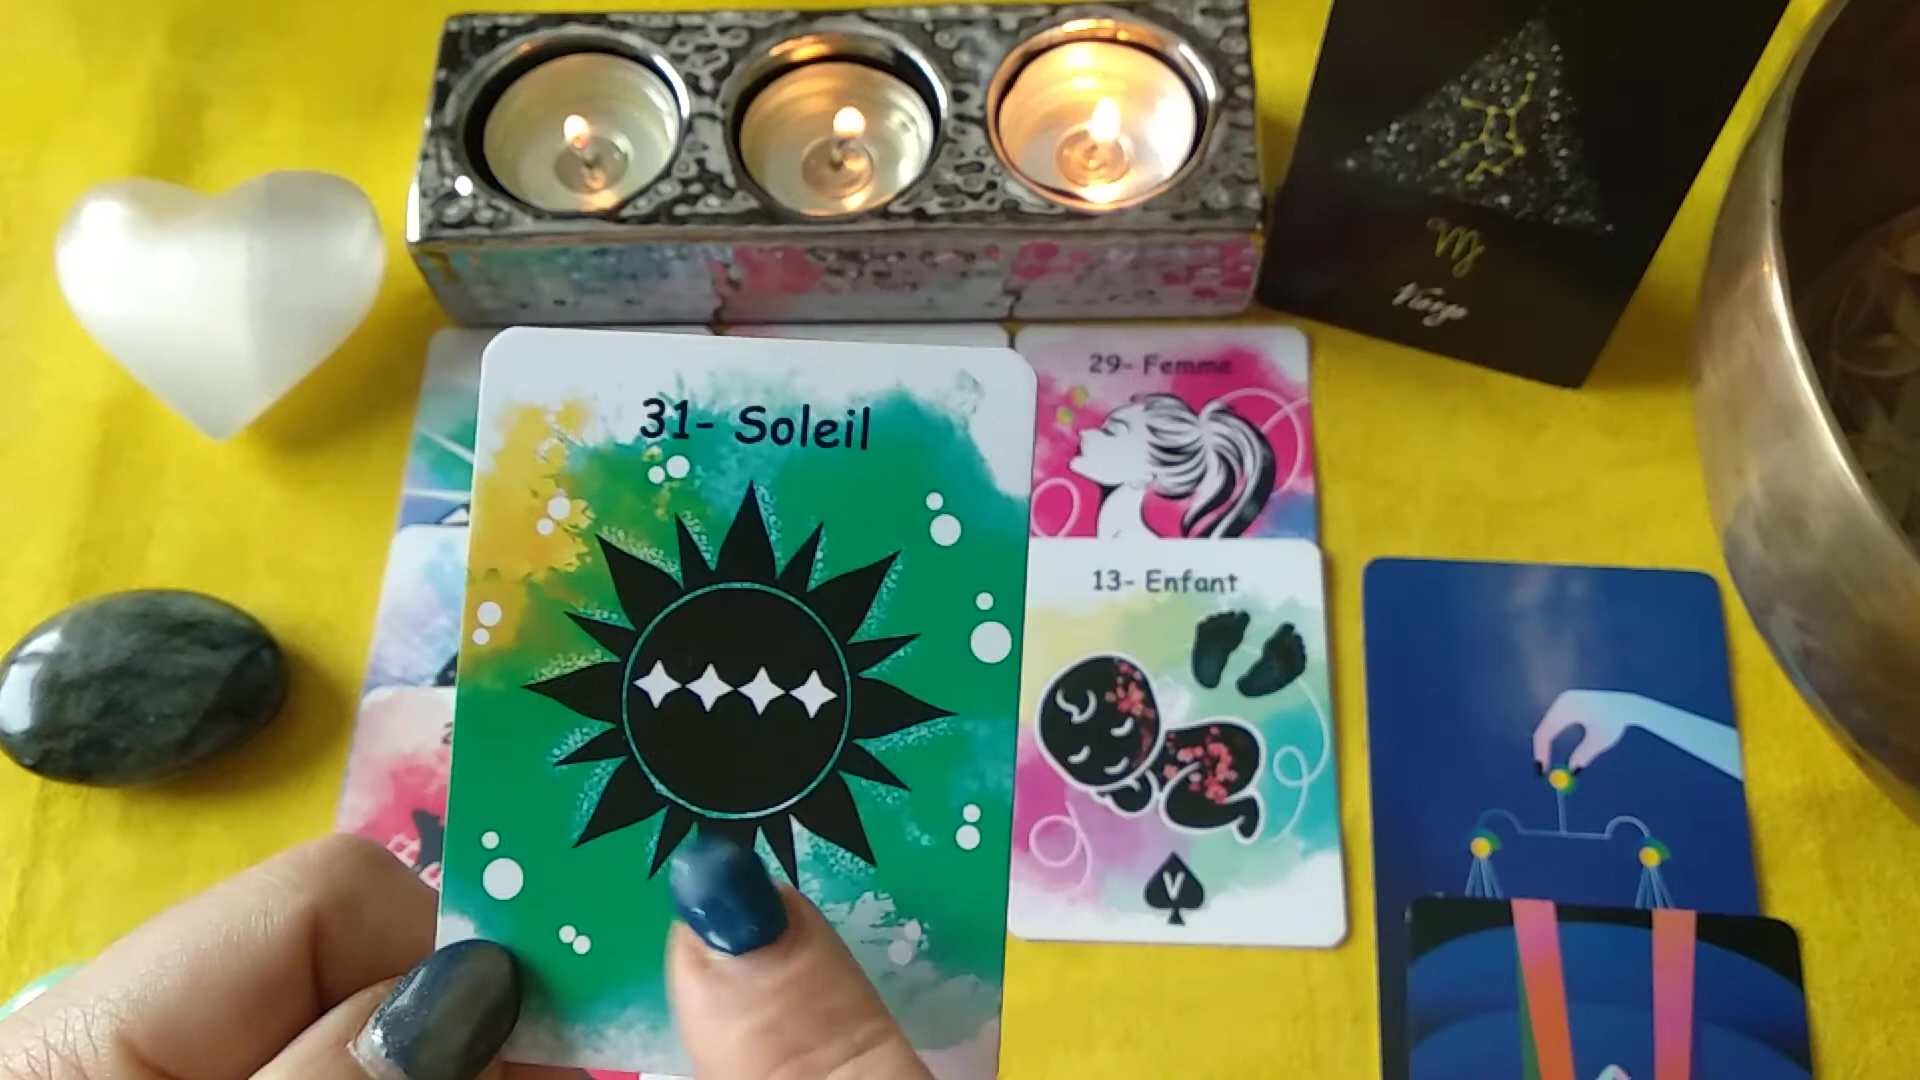 Virgo
29- Femme
31- Soleil
13- Enfant
V